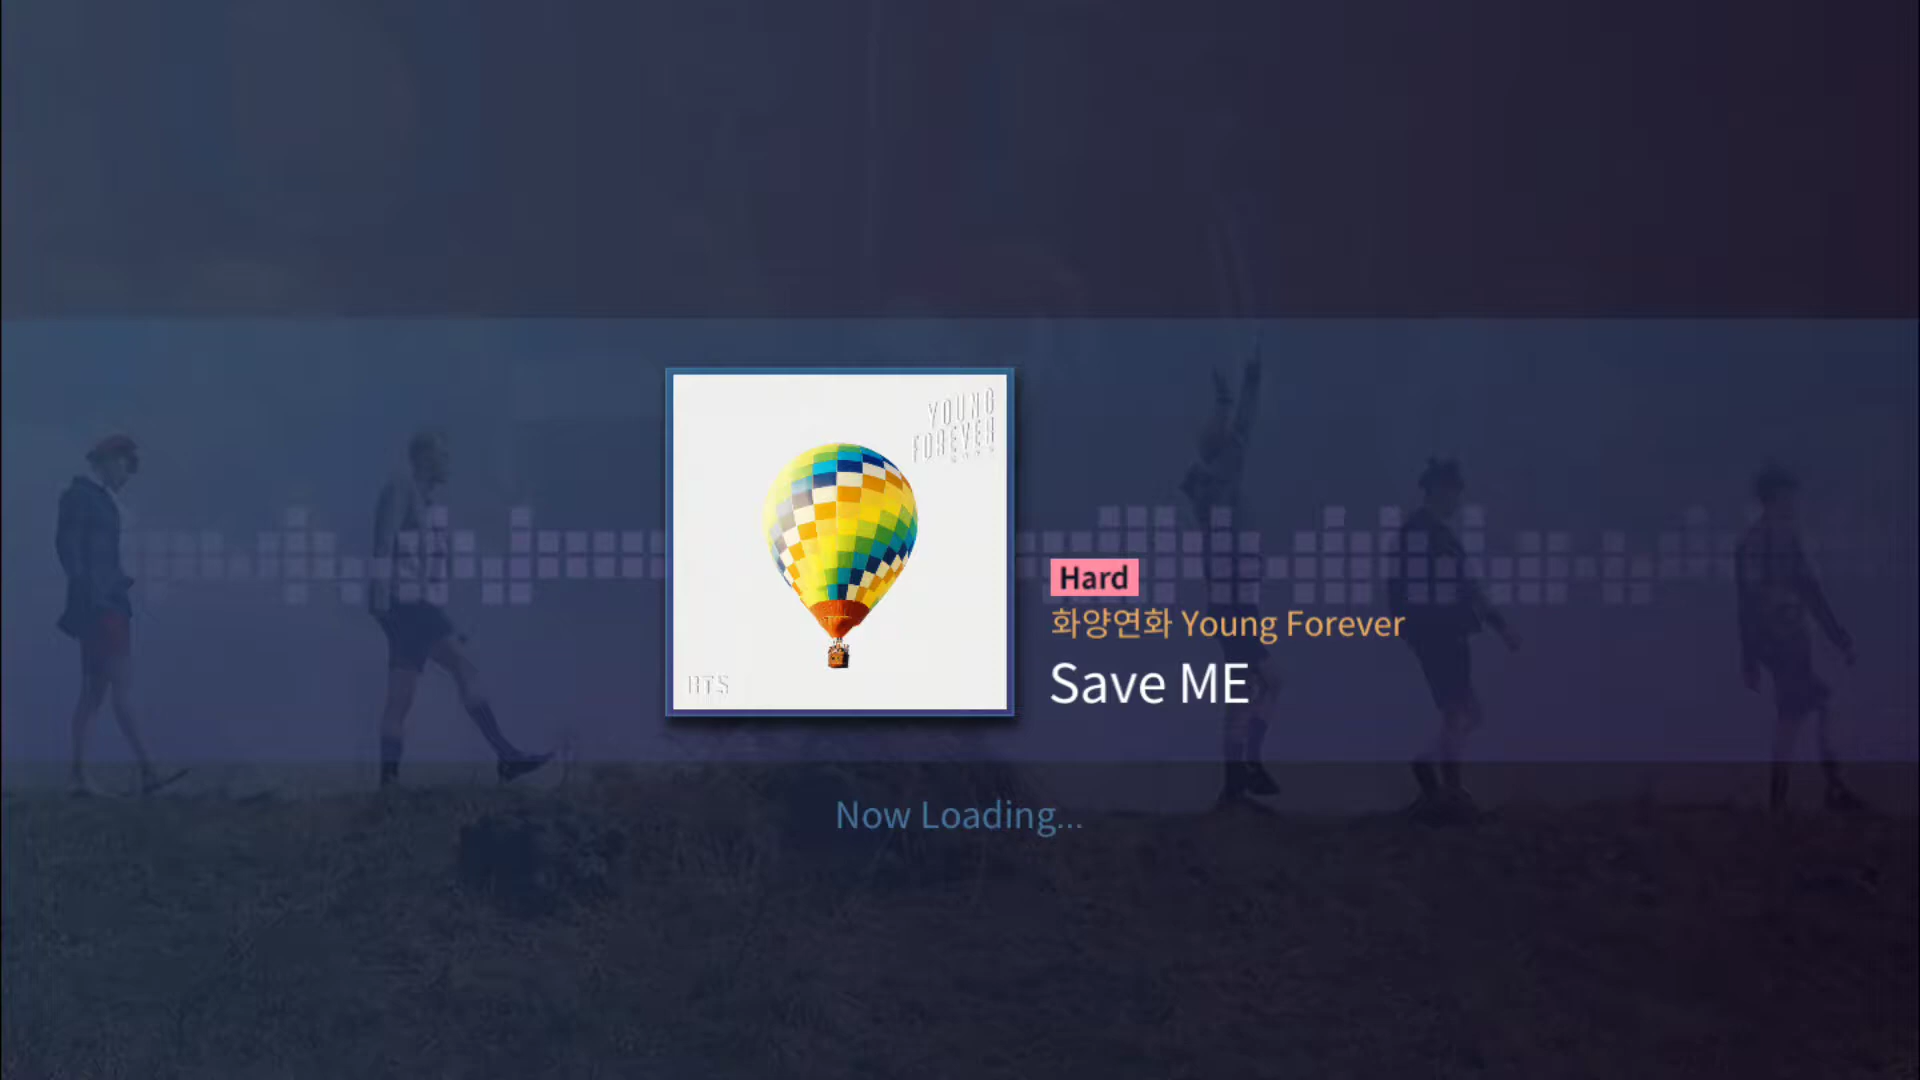 YOUNG
FOREVER
BTS
Hard
화양연화 Young Forever
Save ME
Now Loading...